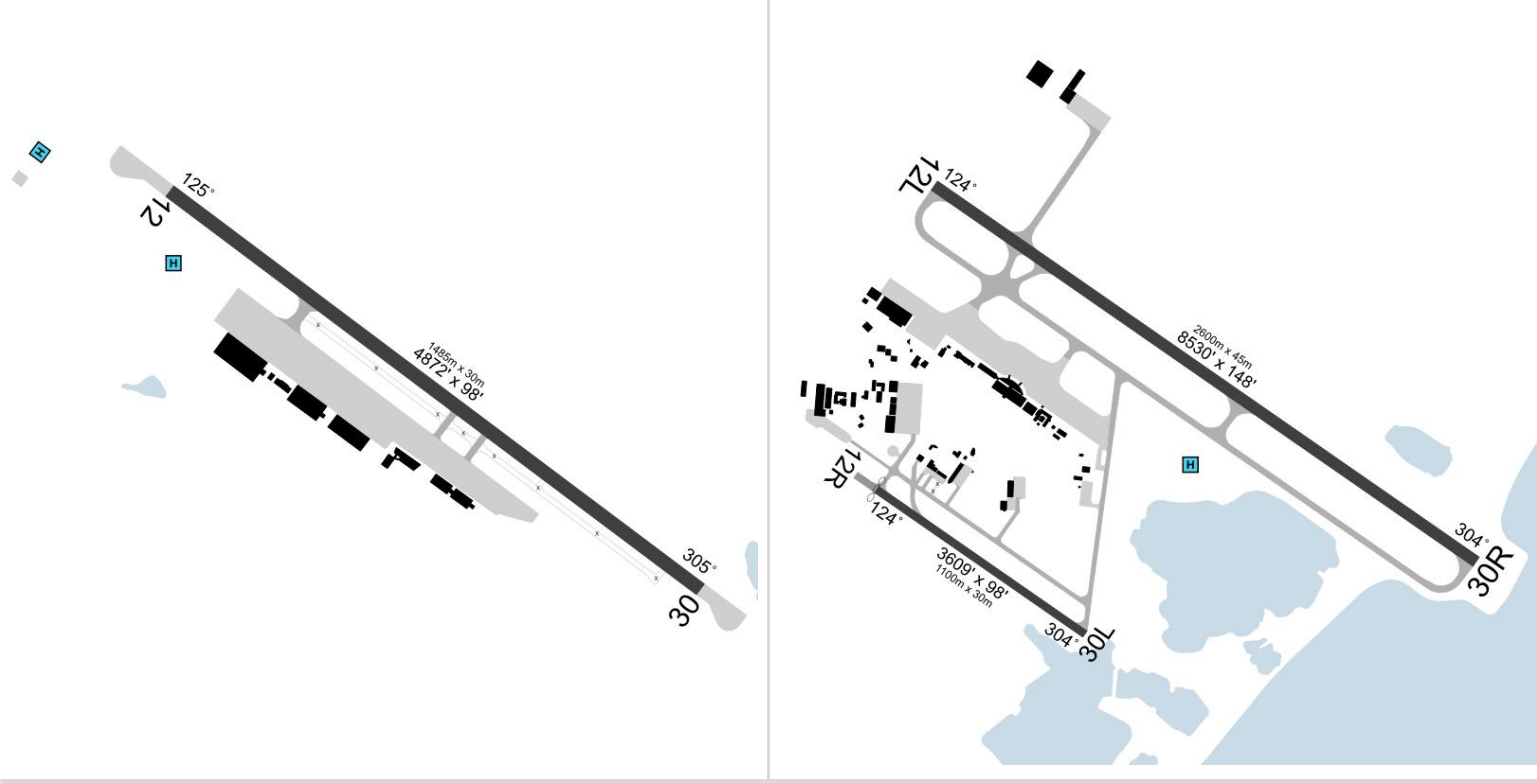 H
125°
12
H
1485m x 30m
4872' x 98'
x
x
x
x
x
x
x
x
305°
30
12L
124°
2600m x 45m
8530' x 148'
H
304°
30R
12R
124°
x
x
3609' x 98'
1100m x 30m
304°
30L